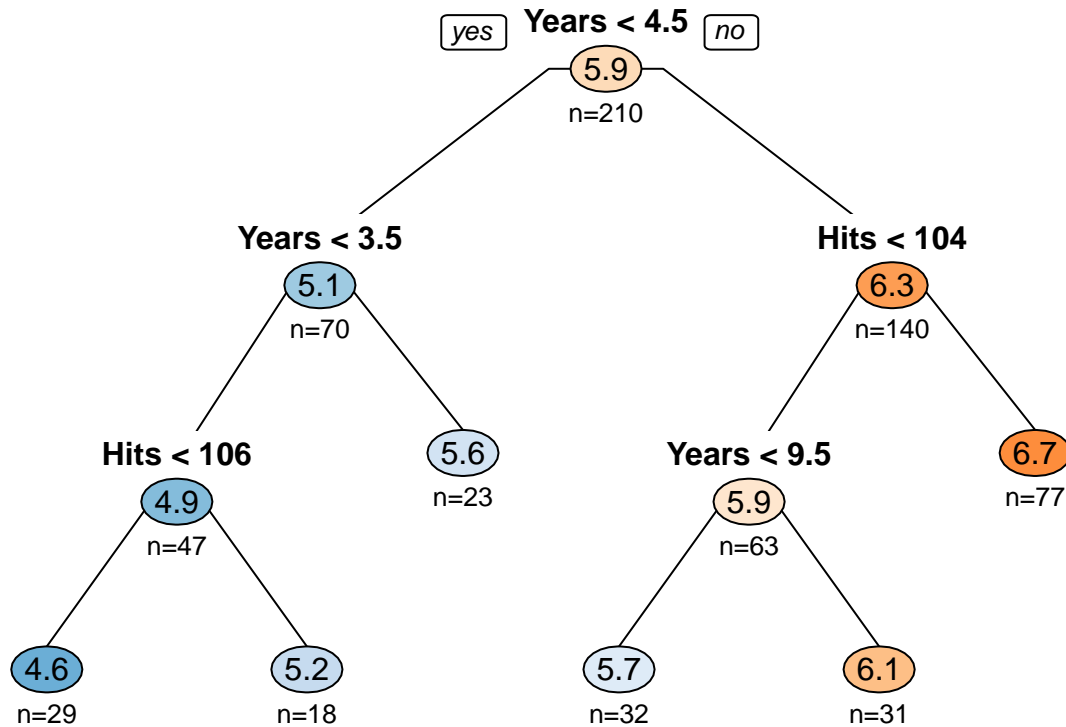 yes Years < 4.5 no
5.9
n=210
Years < 3.5 Hits < 104
5.1 6.3
n=70 n=140
Hits < 106 5.6 Years < 9.5 6.7
4.9 n=23 5.9 n=77
n=47 n=63
4.6 5.2 5.7 6.1
n=29 n=18 n=32 n=31